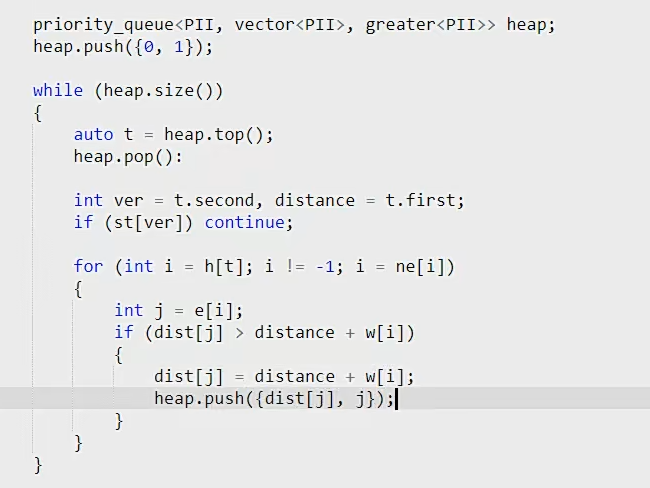 priority_queue<PII, vector<PII>, greater<PII>> heap;
heap.push({0, 1});
while (heap.size())
{
auto t = heap.top();
heap.pop():
int ver = t.second, distance = t.first;
if (st[ver]) continue;
for (int i = h[t]; i != -1; i = ne[i])
{
int j = e[i];
if (dist[j] > distance + w[i])
{
dist[j] = distance + w[i];
heap.push({dist[j], j});
}
}
}